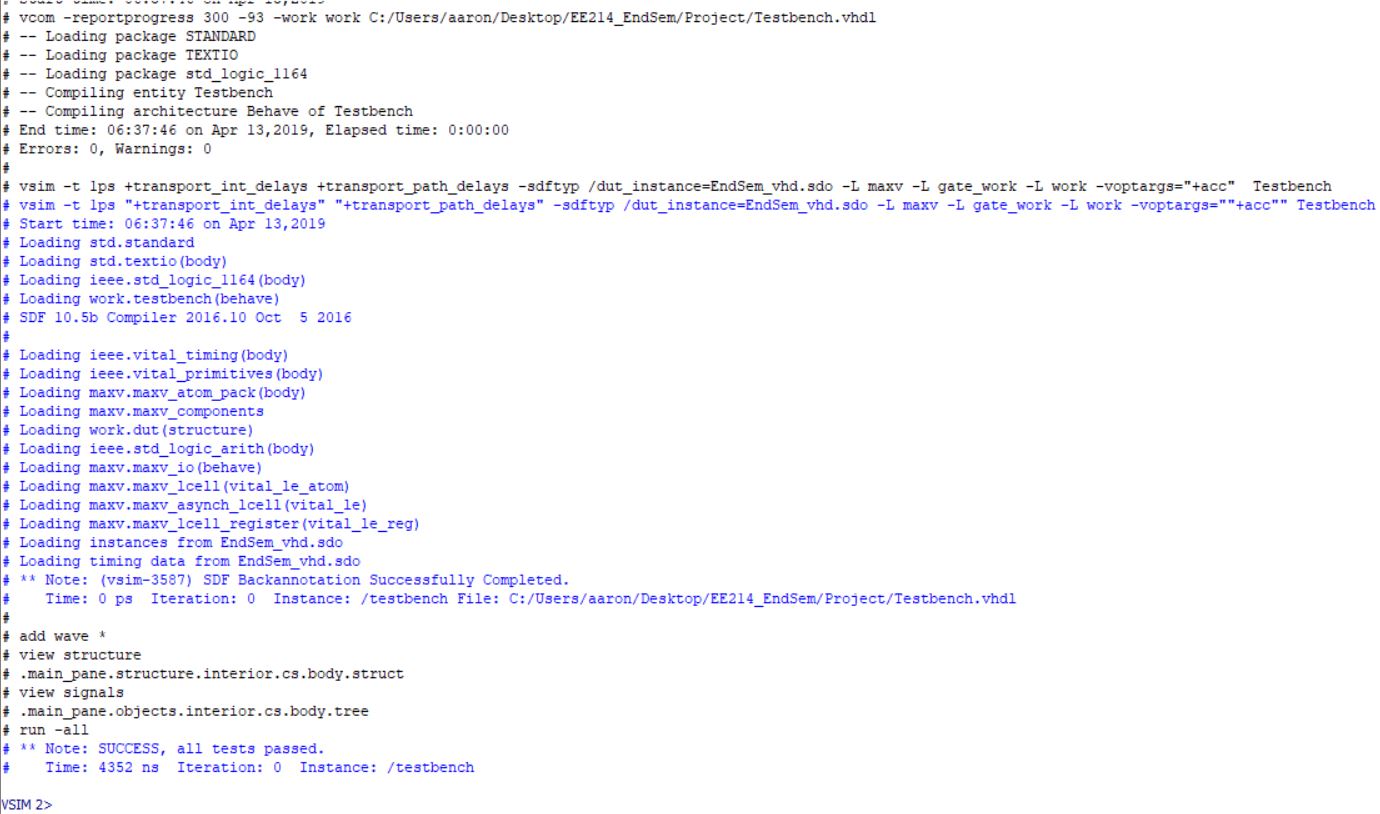 # vcom -reportprogress 300 -93 -work work C:/Users/aaron/Desktop/EE214_EndSem/Project/Testbench.vhdl
# -- Loading package STANDARD
# -- Loading package TEXTIO
# -- Loading package std_logic_1164
# -- Compiling entity Testbench
# -- Compiling architecture Behave of Testbench
# End time: 06:37:46 on Apr 13,2019, Elapsed time: 0:00:00
# Errors: 0, Warnings: 0
#
# vsim -t 1ps +transport_int_delays +transport_path_delays -sdftyp /dut_instance=EndSem_vhd.sdo -L maxv -L gate_work -L work -voptargs="+acc"  Testbench
# vsim -t 1ps "+transport_int_delays" "+transport_path_delays" -sdftyp /dut_instance=EndSem_vhd.sdo -L maxv -L gate_work -L work -voptargs=""+acc"" Testbench
# Start time: 06:37:46 on Apr 13,2019
# Loading std.standard
# Loading std.textio(body)
# Loading ieee.std_logic_1164(body)
# Loading work.testbench(behave)
# SDF 10.5b Compiler 2016.10 Oct  5 2016
#
# Loading ieee.vital_timing(body)
# Loading ieee.vital_primitives(body)
# Loading maxv.maxv_atom_pack(body)
# Loading maxv.maxv_components
# Loading work.dut(structure)
# Loading ieee.std_logic_arith(body)
# Loading maxv.maxv_io(behave)
# Loading maxv.maxv_lcell(vital_le_atom)
# Loading maxv.maxv_asynch_lcell(vital_le)
# Loading maxv.maxv_lcell_register(vital_le_reg)
# Loading instances from EndSem_vhd.sdo
# Loading timing data from EndSem_vhd.sdo
# ** Note: (vsim-3587) SDF Backannotation Successfully Completed.
#    Time: 0 ps  Iteration: 0  Instance: /testbench File: C:/Users/aaron/Desktop/EE214_EndSem/Project/Testbench.vhdl
#
# add wave *
# view structure
# .main_pane.structure.interior.cs.body.struct
# view signals
# .main_pane.objects.interior.cs.body.tree
# run -all
# ** Note: SUCCESS, all tests passed.
#    Time: 4352 ns  Iteration: 0  Instance: /testbench
VSIM 2>